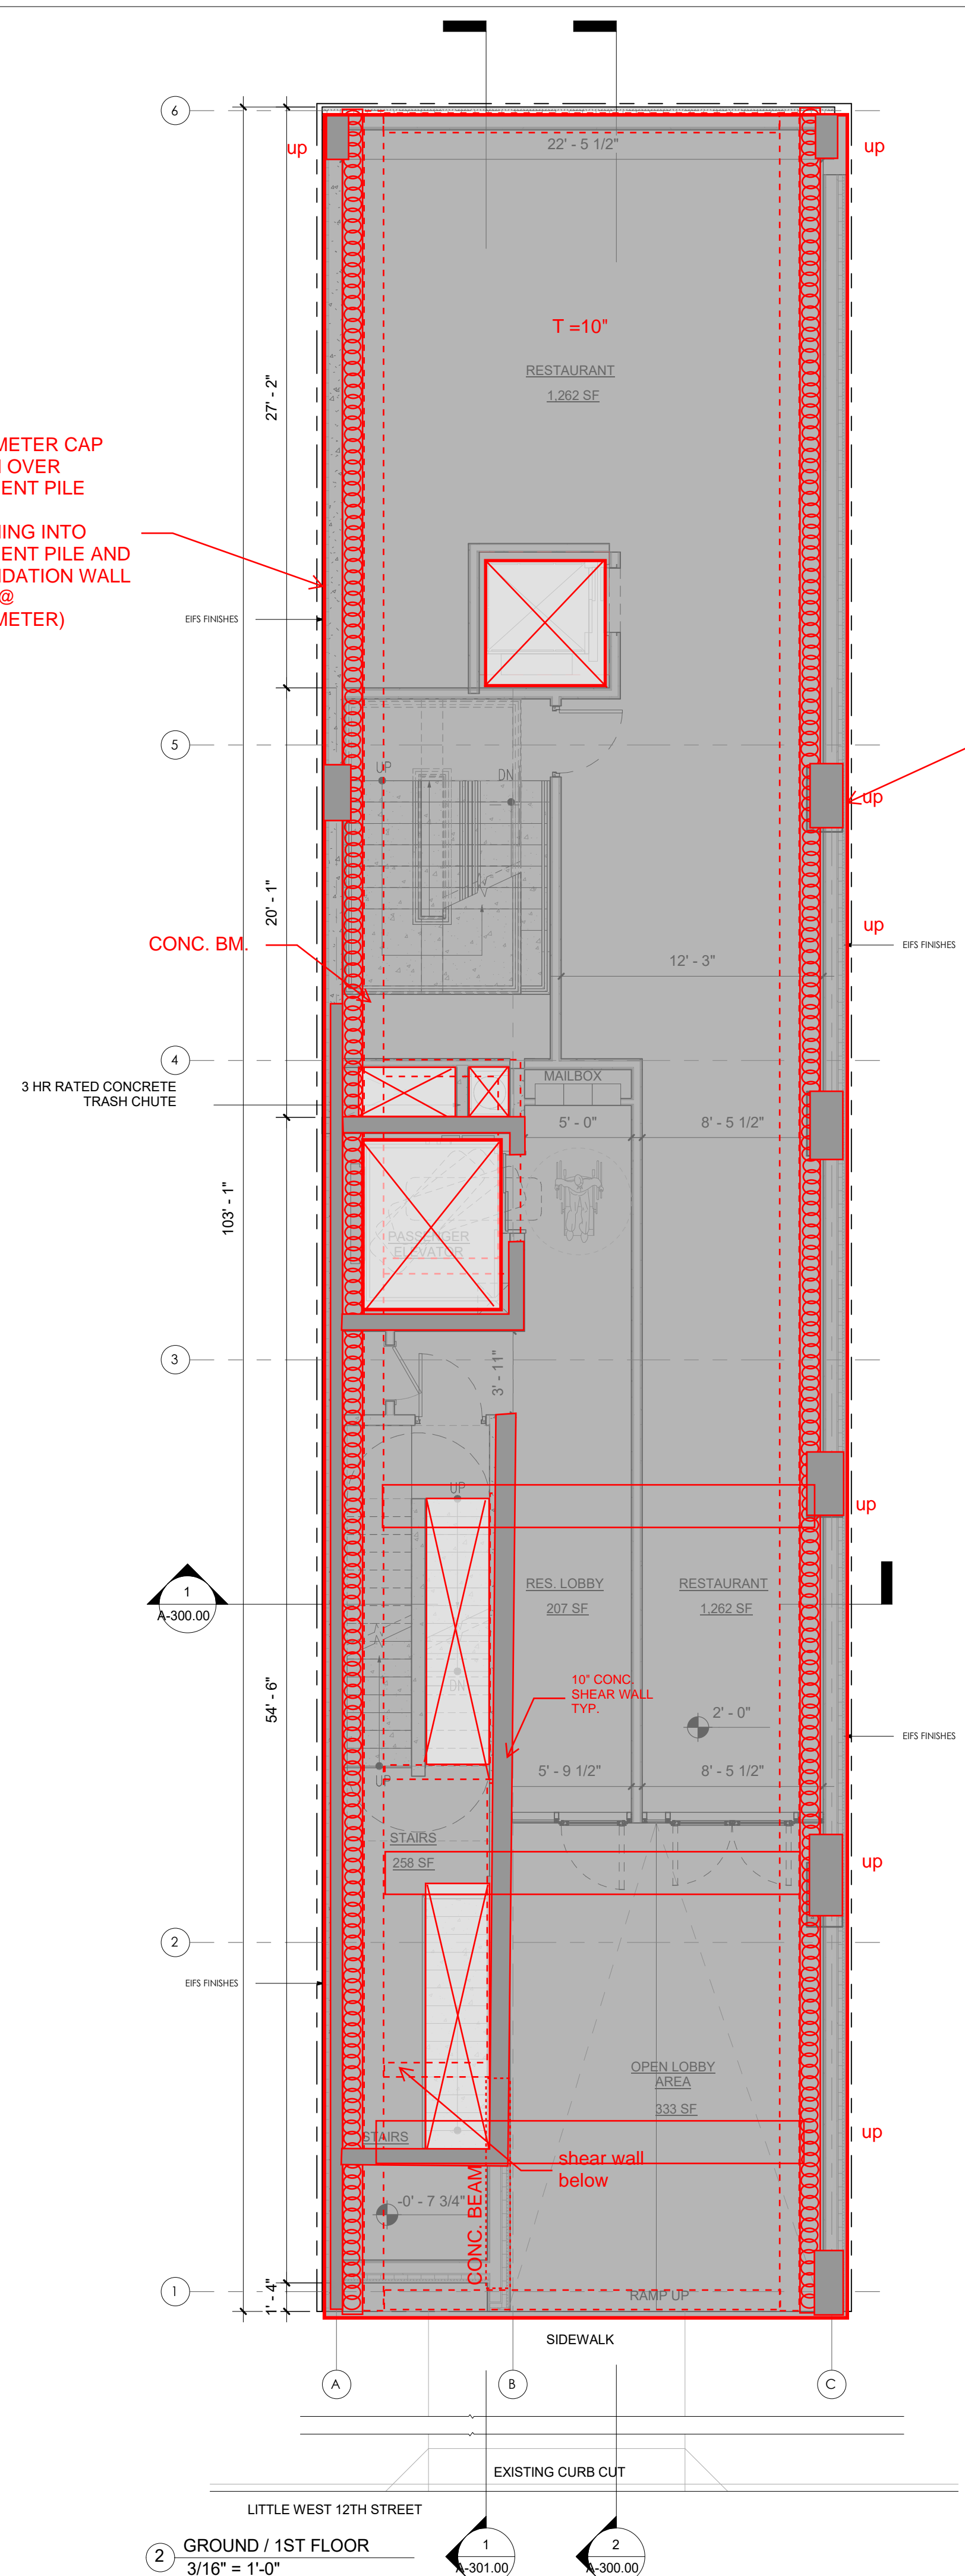 6
up
up
22' - 5 1/2"
T =10"
RESTAURANT
1,262 SF
27' - 2"
METER CAP
OVER
ENT PILE
ING INTO
ENT PILE AND
NDATION WALL
@
METER)
EIFS FINISHES
5
UP
DN
up
20' - 1"
CONC. BM.
up
EIFS FINISHES
12' - 3"
4
3 HR RATED CONCRETE
TRASH CHUTE
MAILBOX
5' - 0"
8' - 5 1/2"
103' - 1"
PASSENGER
ELEVATOR
3
3' - 11"
UP
up
1
A-300.00
RES. LOBBY
207 SF
RESTAURANT
1,262 SF
54' - 6"
DN
10" CONC.
SHEAR WALL
TYP.
2' - 0"
EIFS FINISHES
UP
5' - 9 1/2"
8' - 5 1/2"
STAIRS
258 SF
up
2
EIFS FINISHES
OPEN LOBBY
AREA
333 SF
STAIRS
up
shear wall
below
CONC. BEAM
-0' - 7 3/4"
1
1' - 4"
RAMP UP
SIDEWALK
A
B
C
EXISTING CURB CUT
LITTLE WEST 12TH STREET
2
GROUND / 1ST FLOOR
3/16" = 1'-0"
1
A-301.00
2
A-300.00